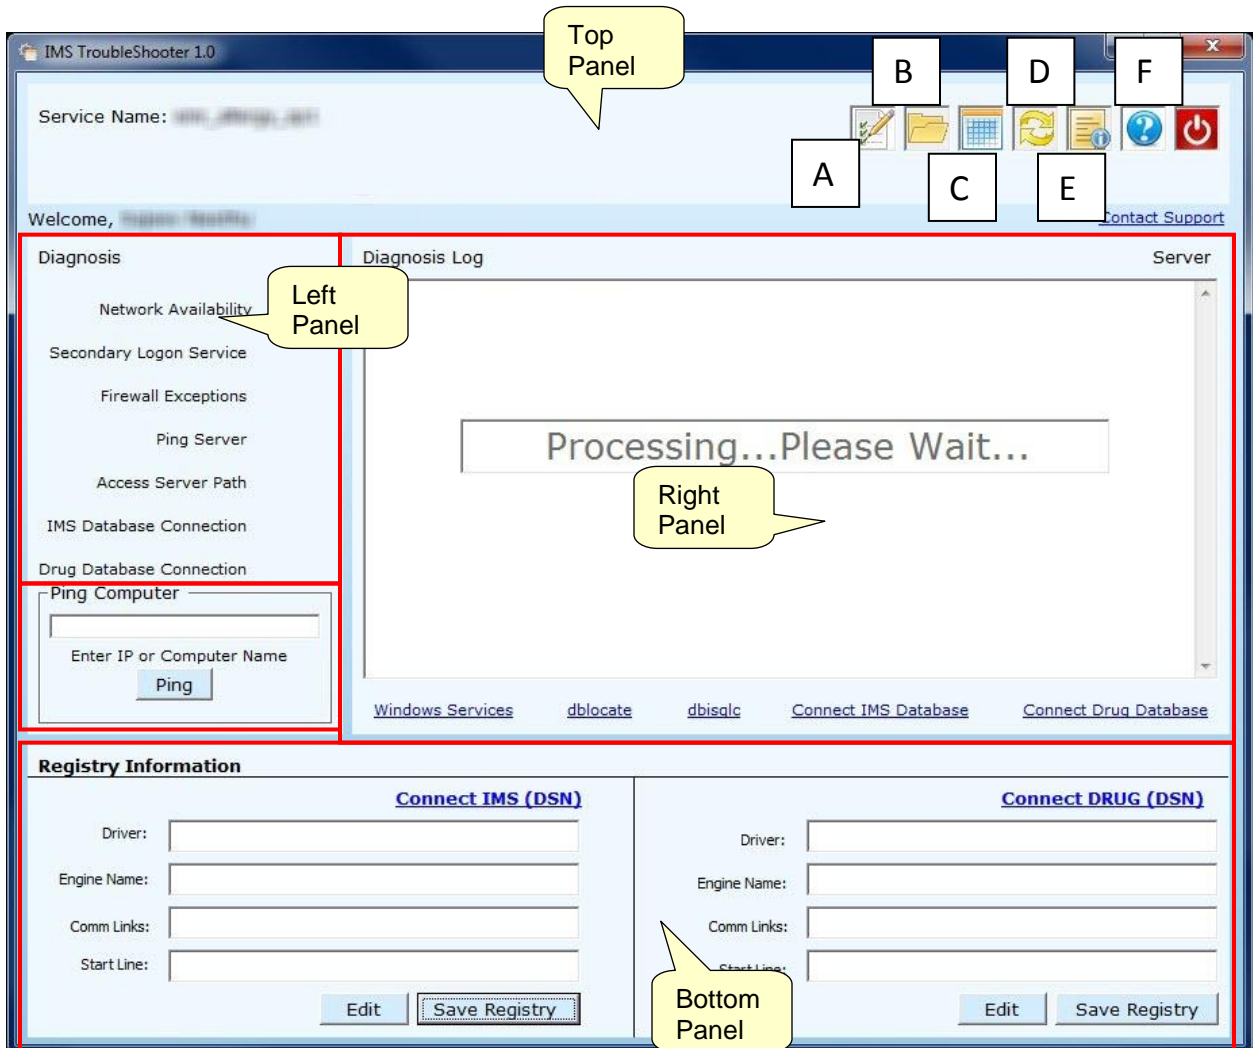 IMS TroubleShooter 1.0
Top
Panel
B
D
F
Service Name:
A
C
E
Welcome,
Contact Support
Diagnosis
Diagnosis Log
Server
Left
Panel
Network Availability
Secondary Logon Service
Firewall Exceptions
Ping Server
Access Server Path
IMS Database Connection
Drug Database Connection
Processing...Please Wait...
Right
Panel
Ping Computer
Enter IP or Computer Name
Ping
Windows Services dblocate dbisqlc Connect IMS Database Connect Drug Database
Registry Information
Connect IMS (DSN)
Driver:
Engine Name:
Comm Links:
Start Line:
Edit Save Registry
Connect DRUG (DSN)
Driver:
Engine Name:
Comm Links:
Start Line:
Edit Save Registry
Bottom
Panel